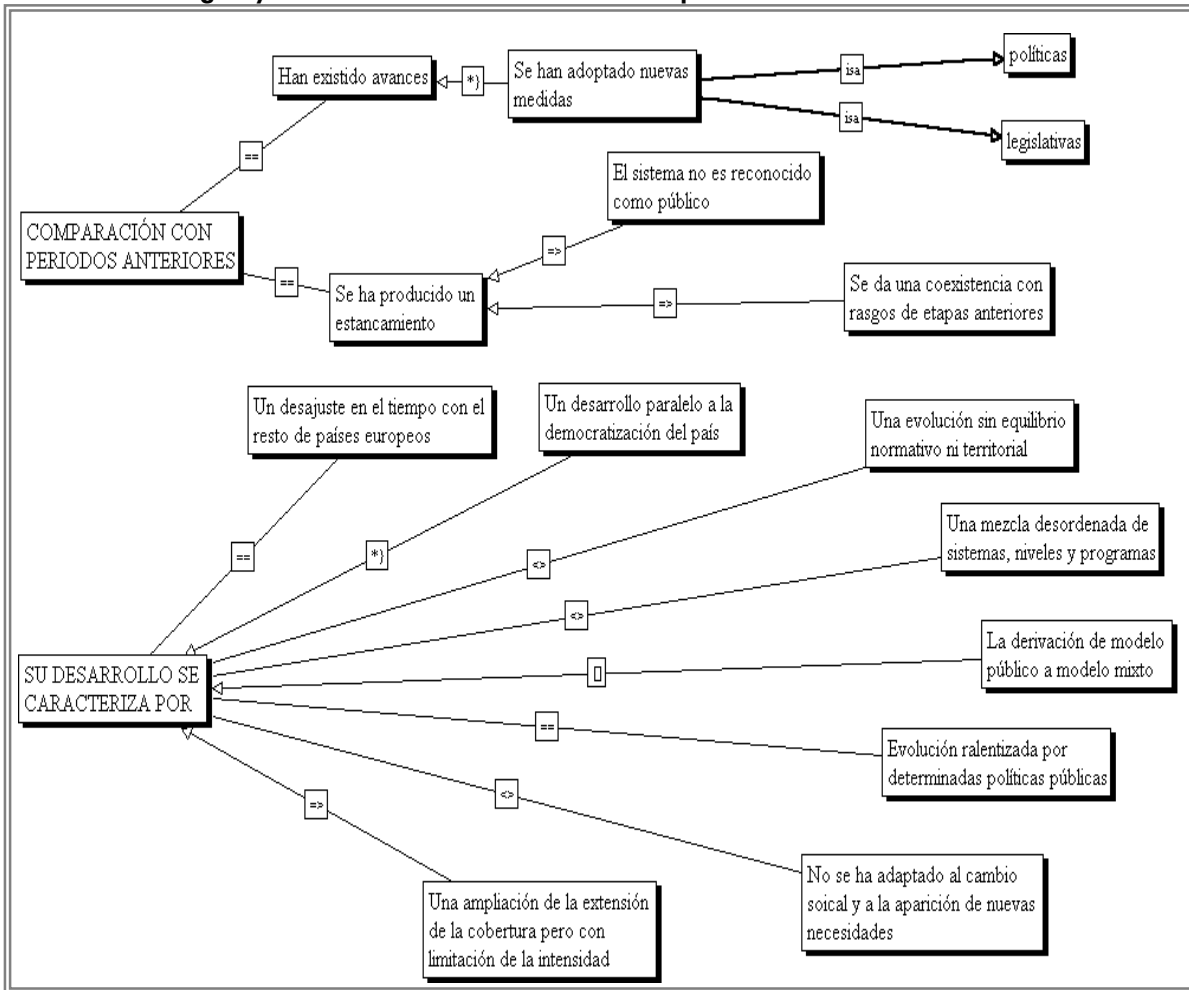 Han existido avances
*}
Se han adoptado nuevas
medidas
isa
políticas
isa
legislativas
==
El sistema no es reconocido
como público
COMPARACIÓN CON
PERIODOS ANTERIORES
=>
==
Se ha producido un
estancamiento
=>
Se da una coexistencia con
rasgos de etapas anteriores
Un desajuste en el tiempo con el
resto de países europeos
Un desarrollo paralelo a la
democratización del país
Una evolución sin equilibrio
normativo ni territorial
==
*}
<>
Una mezcla desordenada de
sistemas, niveles y programas
<>
SU DESARROLLO SE
CARACTERIZA POR
[]
La derivación de modelo
público a modelo mixto
==
Evolución ralentizada por
determinadas políticas públicas
=>
<>
Una ampliación de la extensión
de la cobertura pero con
limitación de la intensidad
No se ha adaptado al cambio
soical y a la aparición de nuevas
necesidades